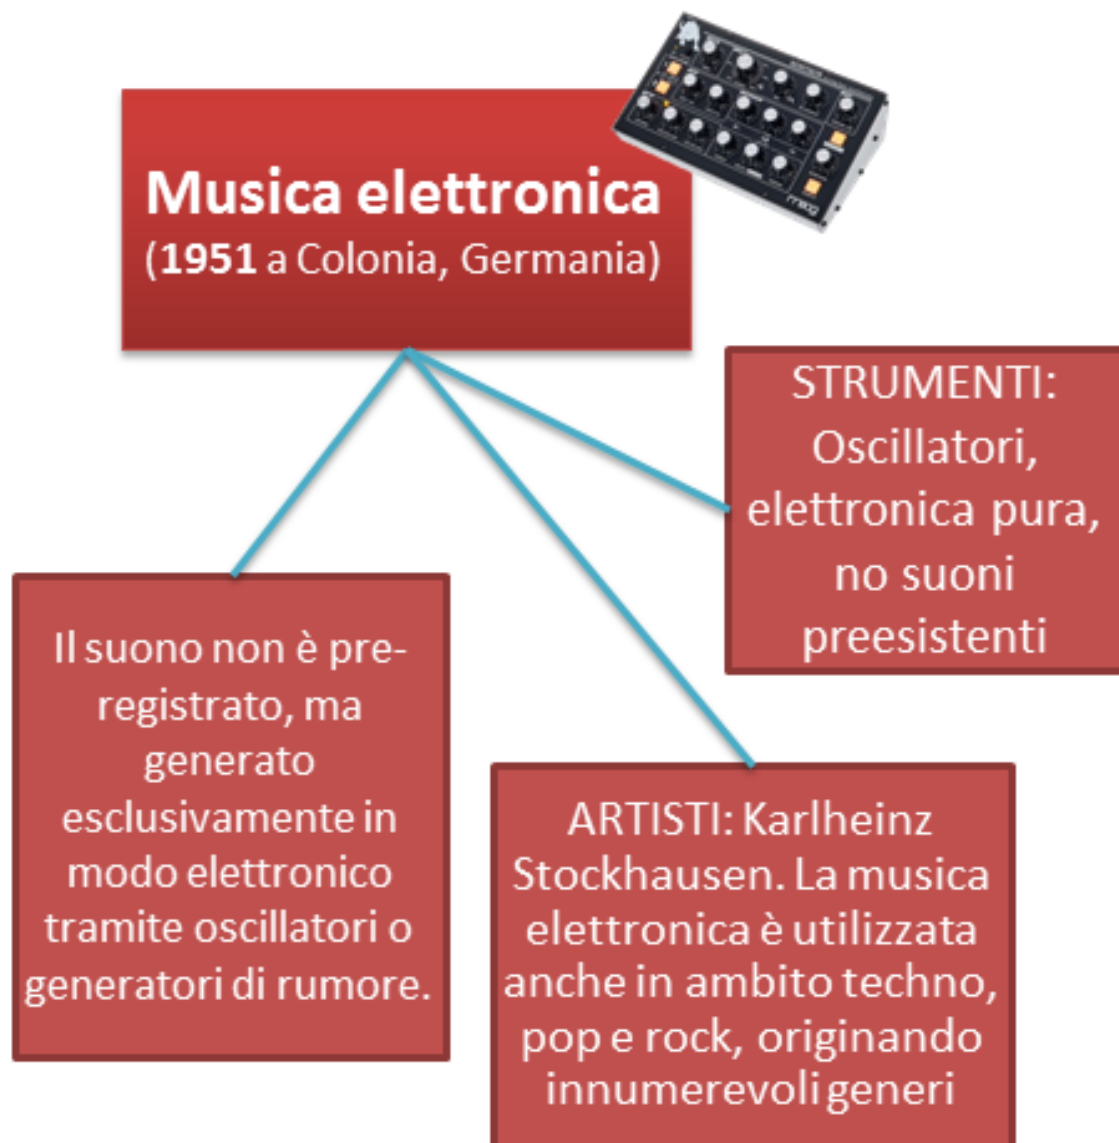 Musica elettronica
(1951 a Colonia, Germania)
moog
STRUMENTI:
Oscillatori,
elettronica pura,
no suoni
preesistenti
Il suono non è pre-
registrato, ma
generato
esclusivamente in
modo elettronico
tramite oscillatori o
generatori di rumore.
ARTISTI: Karlheinz
Stockhausen. La musica
elettronica è utilizzata
anche in ambito techno,
pop e rock, originando
innumerevoli generi